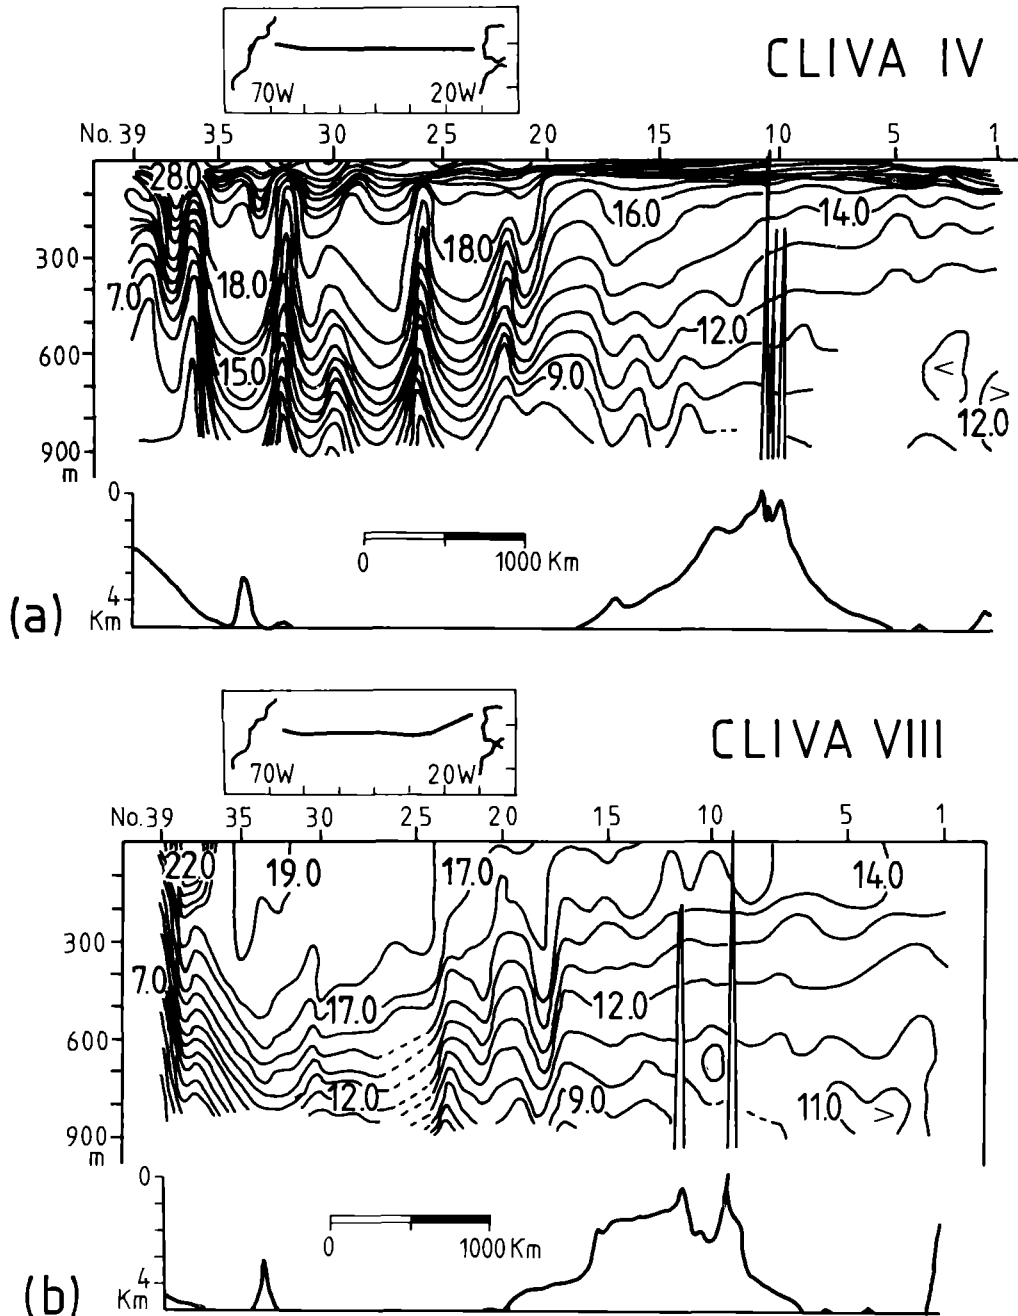 CLIVA IV
70W 20W
No. 39 35 30 25 20 15 10 5 1
28.0 16.0 14.0
300 18.0 18.0
7.0 12.0
600 15.0 9.0 <
>
12.0
900
m
0
0 1000 Km
4
(a) Km
CLIVA VIII
70W 20W
No. 39 35 30 25 20 15 10 5 1
22.0 19.0 17.0 14.0
300
7.0 17.0 12.0
600
12.0 9.0 11.0 >
900
m
0
0 1000 Km
4
(b) Km